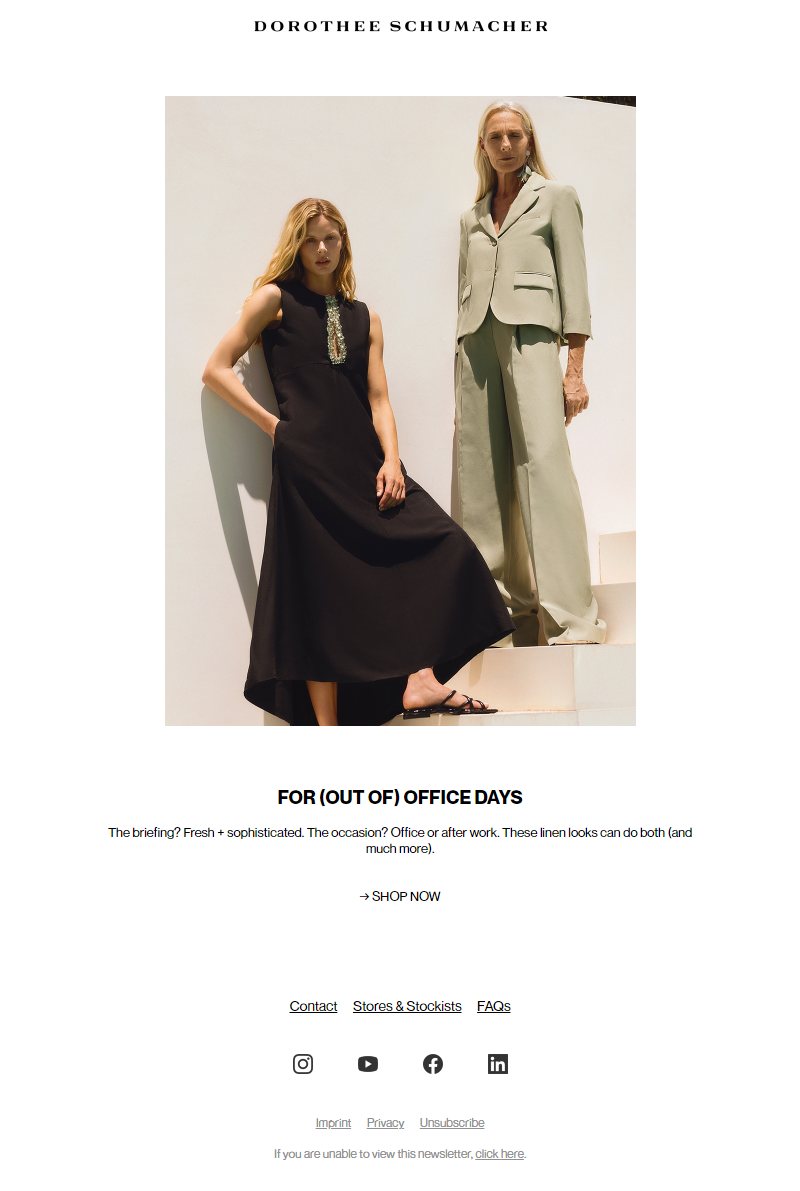 DOROTHEE SCHUMACHER
FOR (OUT OF) OFFICE DAYS
The briefing? Fresh + sophisticated. The occasion? Office or after work. These linen looks can do both (and
much more).
→ SHOP NOW
Contact Stores & Stockists FAQs
Imprint Privacy Unsubscribe
If you are unable to view this newsletter, click here.